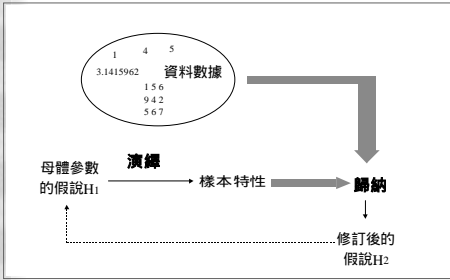 1 4 5
3.1415962 資料數據
1 5 6
9 4 2
5 6 7
母體參數
的假說H1
演繹
樣本特性
歸納
修訂後的
假說H2